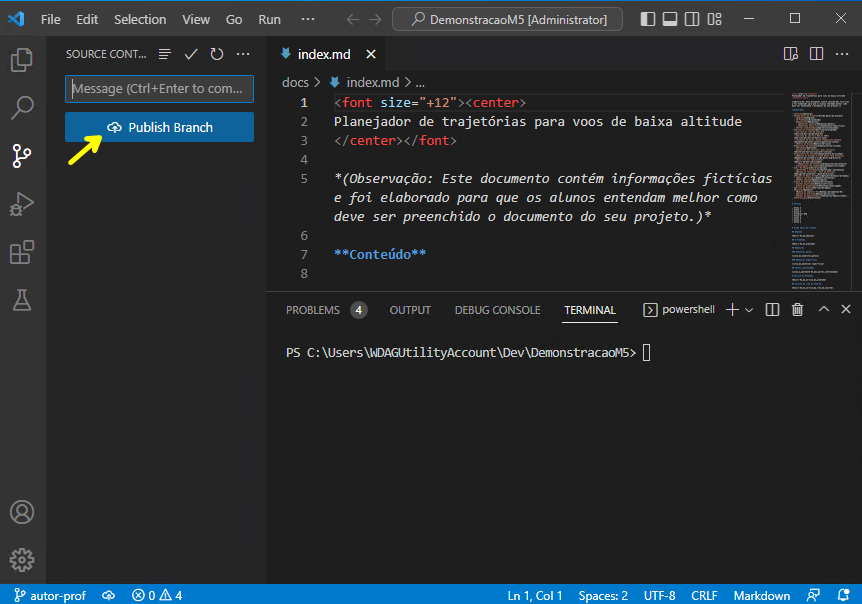 File Edit Selection View Go Run ··· DemonstracaoM5 [Administrator]
SOURCE CONT...
Message (Ctrl+Enter to com...
Publish Branch
index.md
docs > index.md > ...
1 <font size="+12"><center>
2 Planejador de trajetórias para voos de baixa altitude
3 </center></font>
4
5 *(Observação: Este documento contém informações fictícias
e foi elaborado para que os alunos entendam melhor como
deve ser preenchido o documento do seu projeto.)*
6
7 **Conteúdo**
8
PROBLEMS 4 OUTPUT DEBUG CONSOLE TERMINAL powershell
PS C:\Users\WDAGUtilityAccount\Dev\DemonstracaoM5>
autor-prof 0 4 Ln 1, Col 1 Spaces: 2 UTF-8 CRLF Markdown